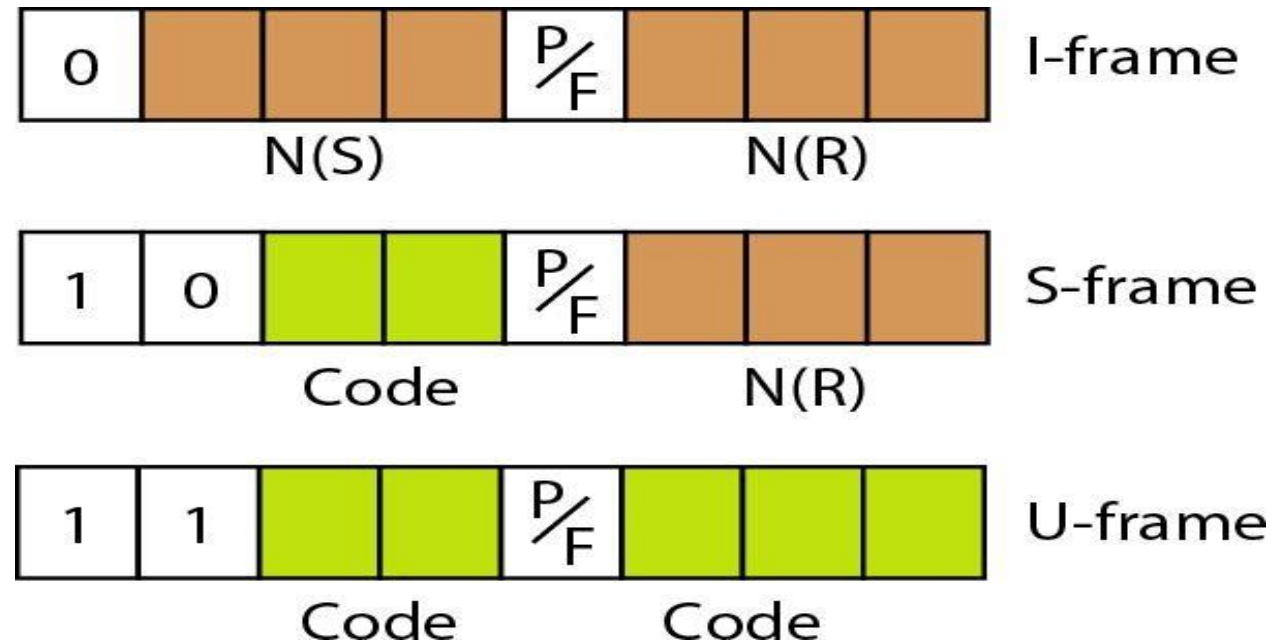 0 P/F I-frame
N(S) N(R)
1 0 P/F S-frame
Code N(R)
1 1 P/F U-frame
Code Code